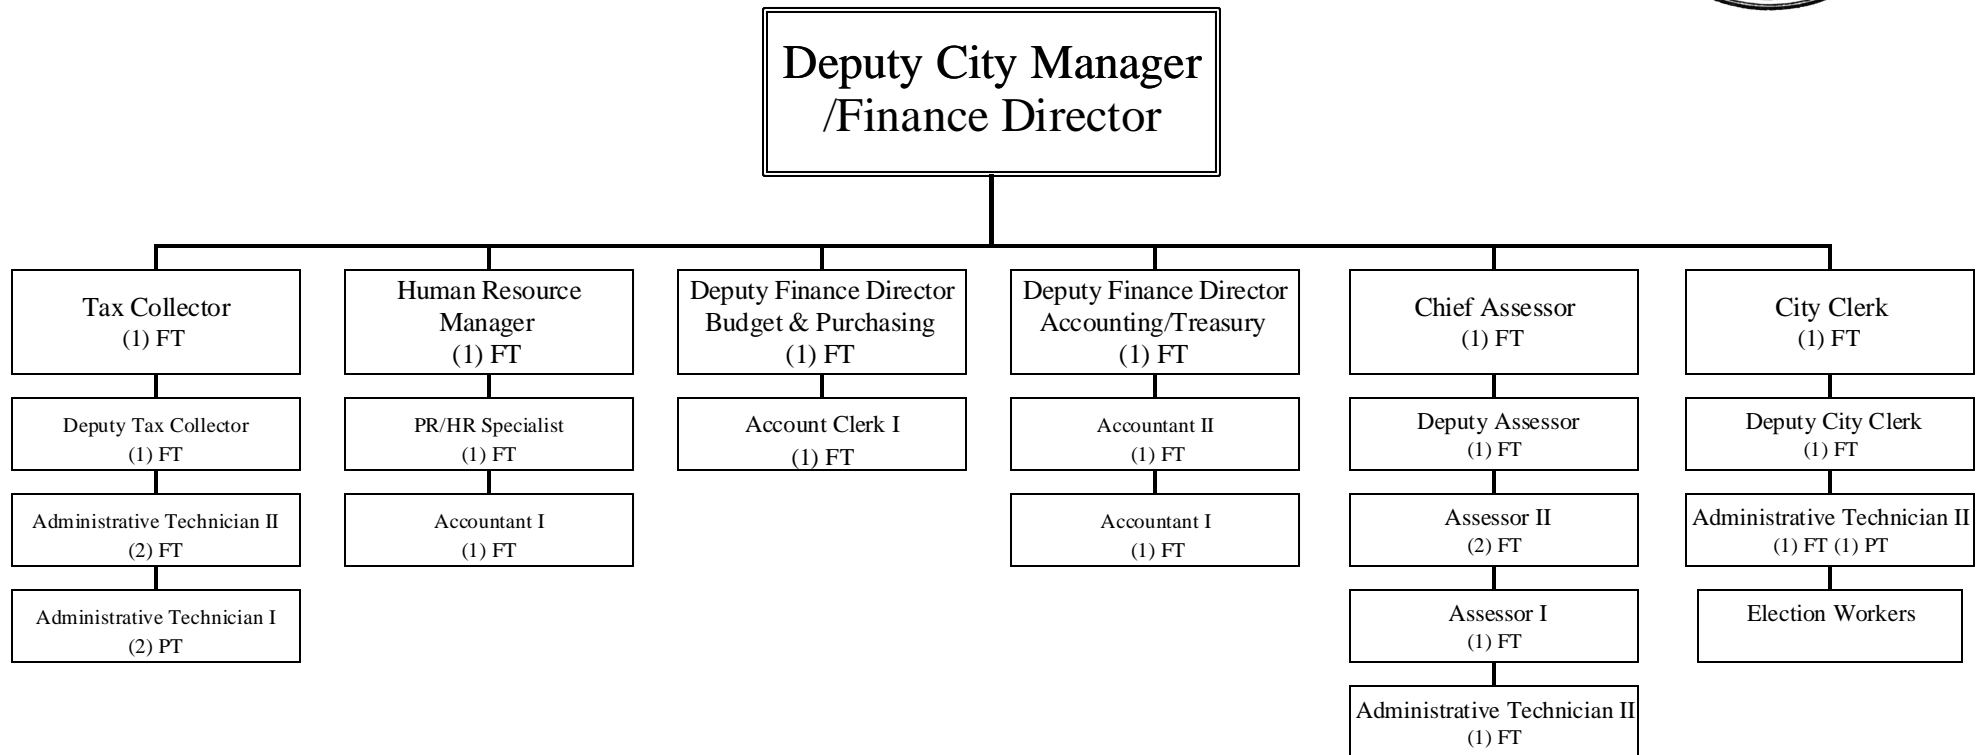 Deputy City Manager
/Finance Director
Tax Collector
(1) FT
Human Resource
Manager
(1) FT
Deputy Finance Director
Budget & Purchasing
(1) FT
Deputy Finance Director
Accounting/Treasury
(1) FT
Chief Assessor
(1) FT
City Clerk
(1) FT
Deputy Tax Collector
(1) FT
PR/HR Specialist
(1) FT
Account Clerk I
(1) FT
Accountant II
(1) FT
Deputy Assessor
(1) FT
Deputy City Clerk
(1) FT
Administrative Technician II
(2) FT
Accountant I
(1) FT
Accountant I
(1) FT
Assessor II
(2) FT
Administrative Technician II
(1) FT (1) PT
Administrative Technician I
(2) PT
Assessor I
(1) FT
Election Workers
Administrative Technician II
(1) FT